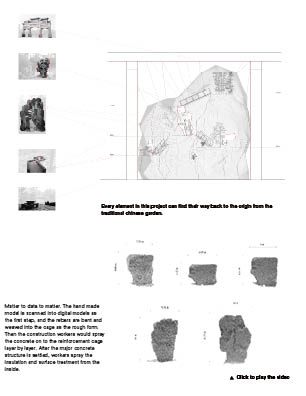 Every element in this project can find their way back to the origin from the
traditional chinese garden.
Matter to data to matter. The hand made
model is scanned into digital models as
the first step, and the rebars are bent and
weaved into the cage as the rough form;
Then the construction workers would spray
the concrete on to the reinforcement cage
layer by layer. After the major concrete
structure is settled, workers spray the
insulation and surface treatment from the
inside.
▲ Click to play the video